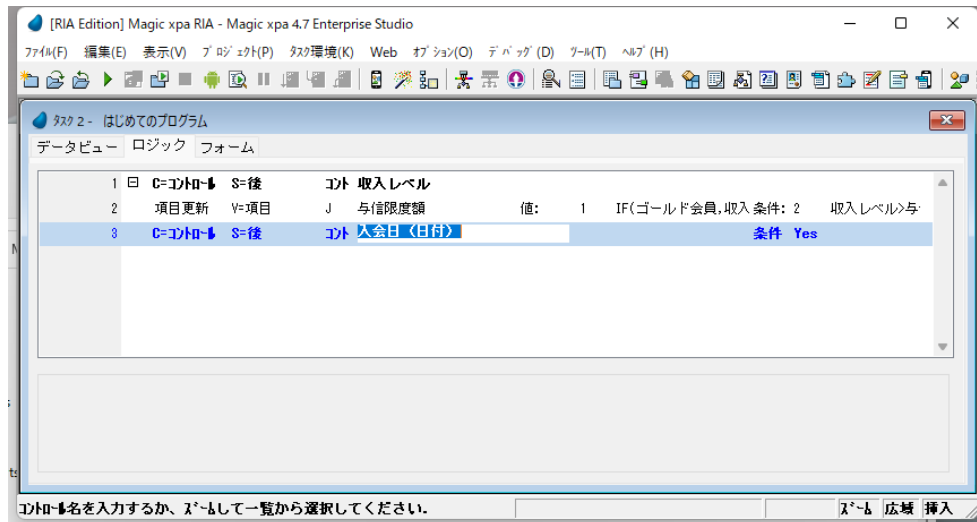 [RIA Edition] Magic xpa RIA - Magic xpa 4.7 Enterprise Studio
ファイル(F) 編集(E) 表示(V) プロジェクト(P) タスク環境(K) Web オプション(O) デバッグ(D) ツール(T) ヘルプ(H)
タスク 2 - はじめてのプログラム
データビュー ロジック フォーム
1 C=コントロール S=後 コント 収入レベル
2 項目更新 V=項目 J 与信限度額 値: 1 IF(ゴールド会員,収入 条件: 2 収入レベル>与
3 C=コントロール S=後 コント 入会日(日付) 条件 Yes
コントロール名を入力するか、ズームして一覧から選択してください.
ズーム 広域 挿入